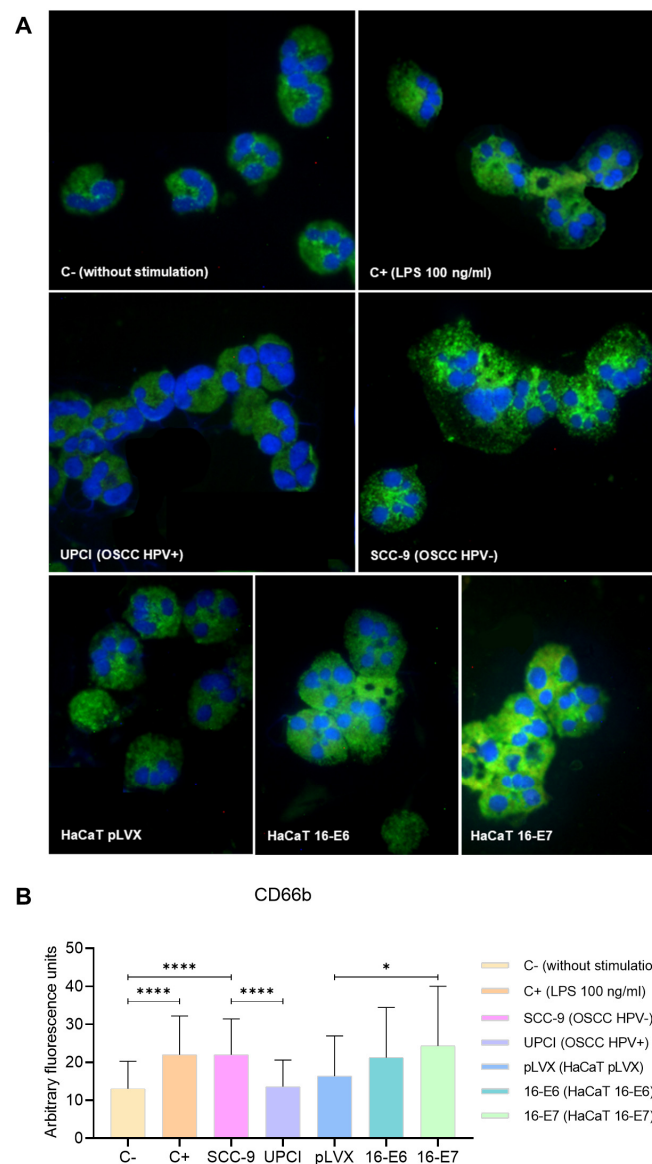 A
C- (without stimulation)
C+ (LPS 100 ng/ml)
UPCI (OSCC HPV+)
SCC-9 (OSCC HPV-)
HaCaT pLVX
HaCaT 16-E6
HaCaT 16-E7
B
CD66b
Arbitrary fluorescence units
50
40
30
20
10
0
****
****
****
*
C-
C+
SCC-9
UPCI
pLVX
16-E6
16-E7
C- (without stimulatio
C+ (LPS 100 ng/ml)
SCC-9 (OSCC HPV-)
UPCI (OSCC HPV+)
pLVX (HaCaT pLVX)
16-E6 (HaCaT 16-E6)
16-E7 (HaCaT 16-E7)